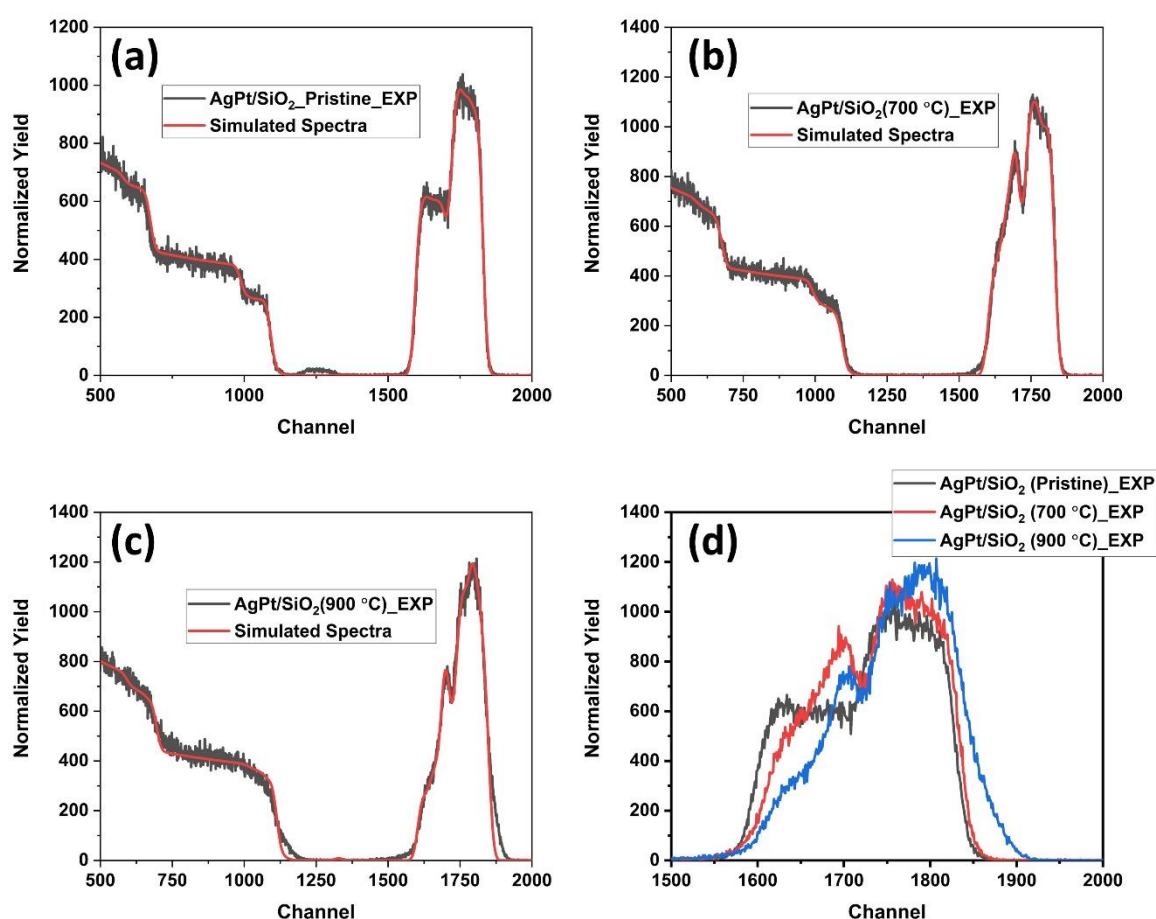 (a)
AgPt/SiO₂_Pristine_EXP
Simulated Spectra
Normalized Yield
1200
1000
800
600
400
200
0
500
1000
1500
2000
Channel
(b)
AgPt/SiO₂(700 °C)_EXP
Simulated Spectra
Normalized Yield
1400
1200
1000
800
600
400
200
0
500
750
1000
1250
1500
1750
2000
Channel
(c)
AgPt/SiO₂(900 °C)_EXP
Simulated Spectra
Normalized Yield
1400
1200
1000
800
600
400
200
0
500
750
1000
1250
1500
1750
2000
Channel
(d)
AgPt/SiO₂ (Pristine)_EXP
AgPt/SiO₂ (700 °C)_EXP
AgPt/SiO₂ (900 °C)_EXP
Normalized Yield
1400
1200
1000
800
600
400
200
0
1500
1600
1700
1800
1900
2000
Channel